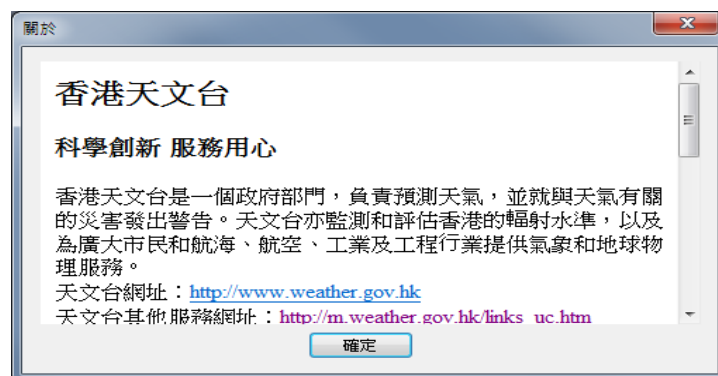 關於
香港天文台
科學創新 服務用心
香港天文台是一個政府部門，負責預測天氣，並就與天氣有關
的災害發出警告。天文台亦監測和評估香港的輻射水準，以及
為廣大市民和航海、航空、工業及工程行業提供氣象和地球物
理服務。
天文台網址：http://www.weather.gov.hk
天文台其他服務網址：http://m.weather.gov.hk/links_uc.htm
確定